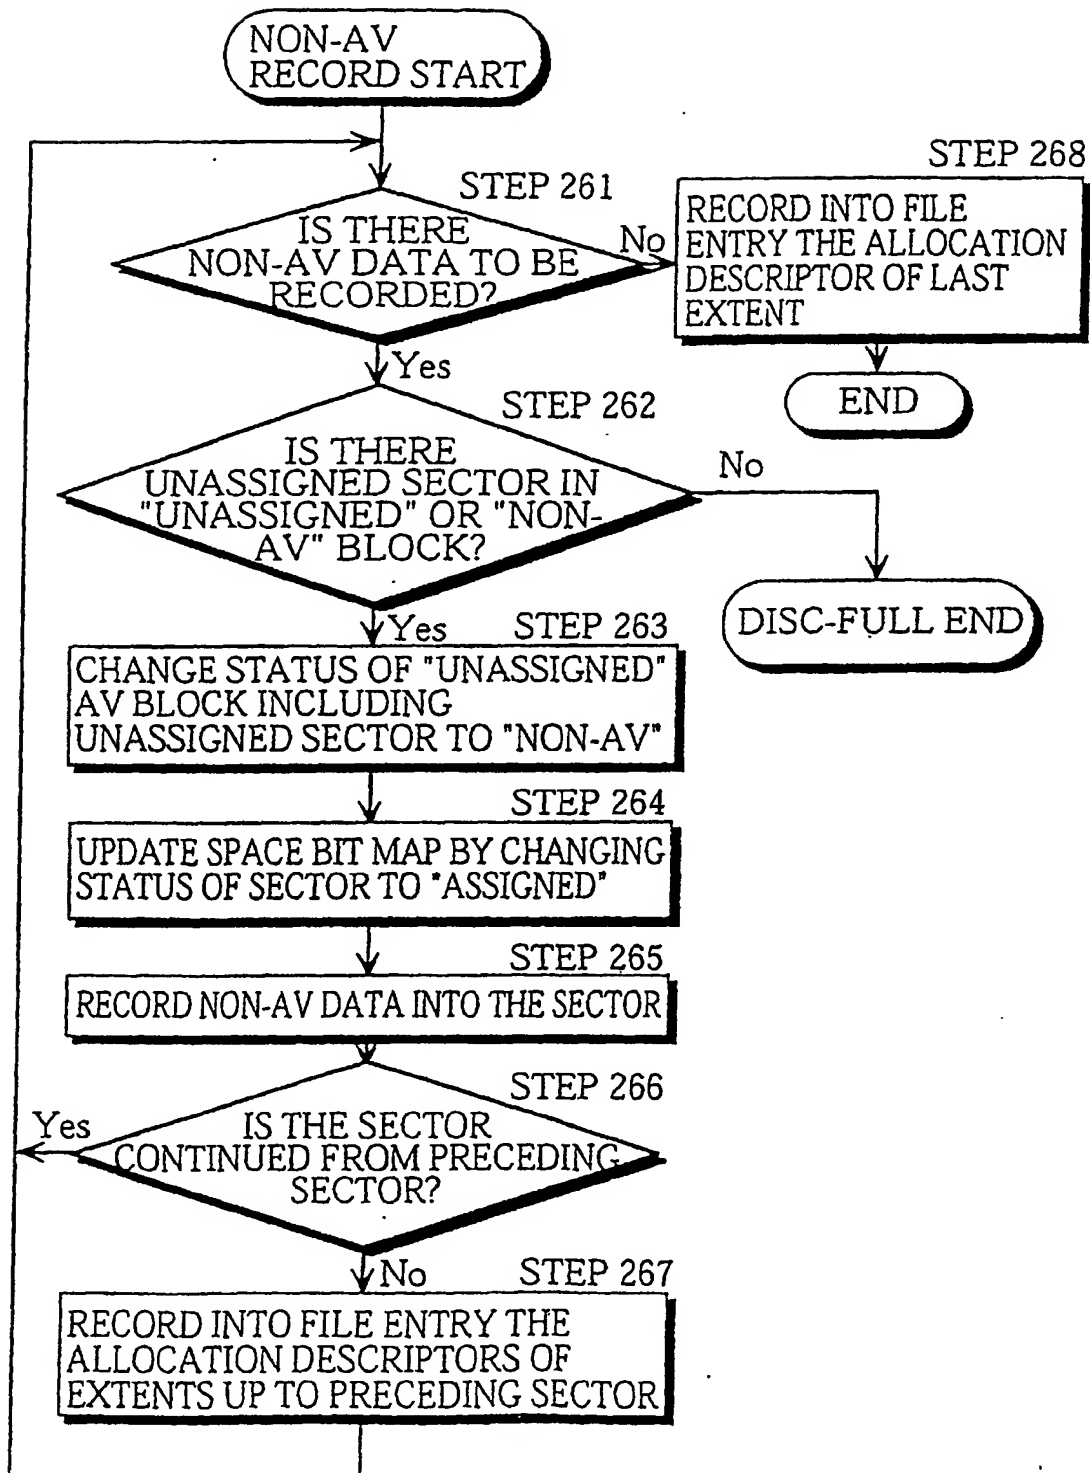 NON-AV
RECORD START
STEP 268
STEP 261
RECORD INTO FILE
ENTRY THE ALLOCATION
DESCRIPTOR OF LAST
EXTENT
IS THERE
NON-AV DATA TO BE
RECORDED?
No
Yes
END
STEP 262
IS THERE
UNASSIGNED SECTOR IN
"UNASSIGNED" OR "NON-
AV" BLOCK?
No
DISC-FULL END
Yes
STEP 263
CHANGE STATUS OF "UNASSIGNED"
AV BLOCK INCLUDING
UNASSIGNED SECTOR TO "NON-AV"
STEP 264
UPDATE SPACE BIT MAP BY CHANGING
STATUS OF SECTOR TO "ASSIGNED"
STEP 265
RECORD NON-AV DATA INTO THE SECTOR
STEP 266
Yes
IS THE SECTOR
CONTINUED FROM PRECEDING
SECTOR?
No
STEP 267
RECORD INTO FILE ENTRY THE
ALLOCATION DESCRIPTORS OF
EXTENTS UP TO PRECEDING SECTOR